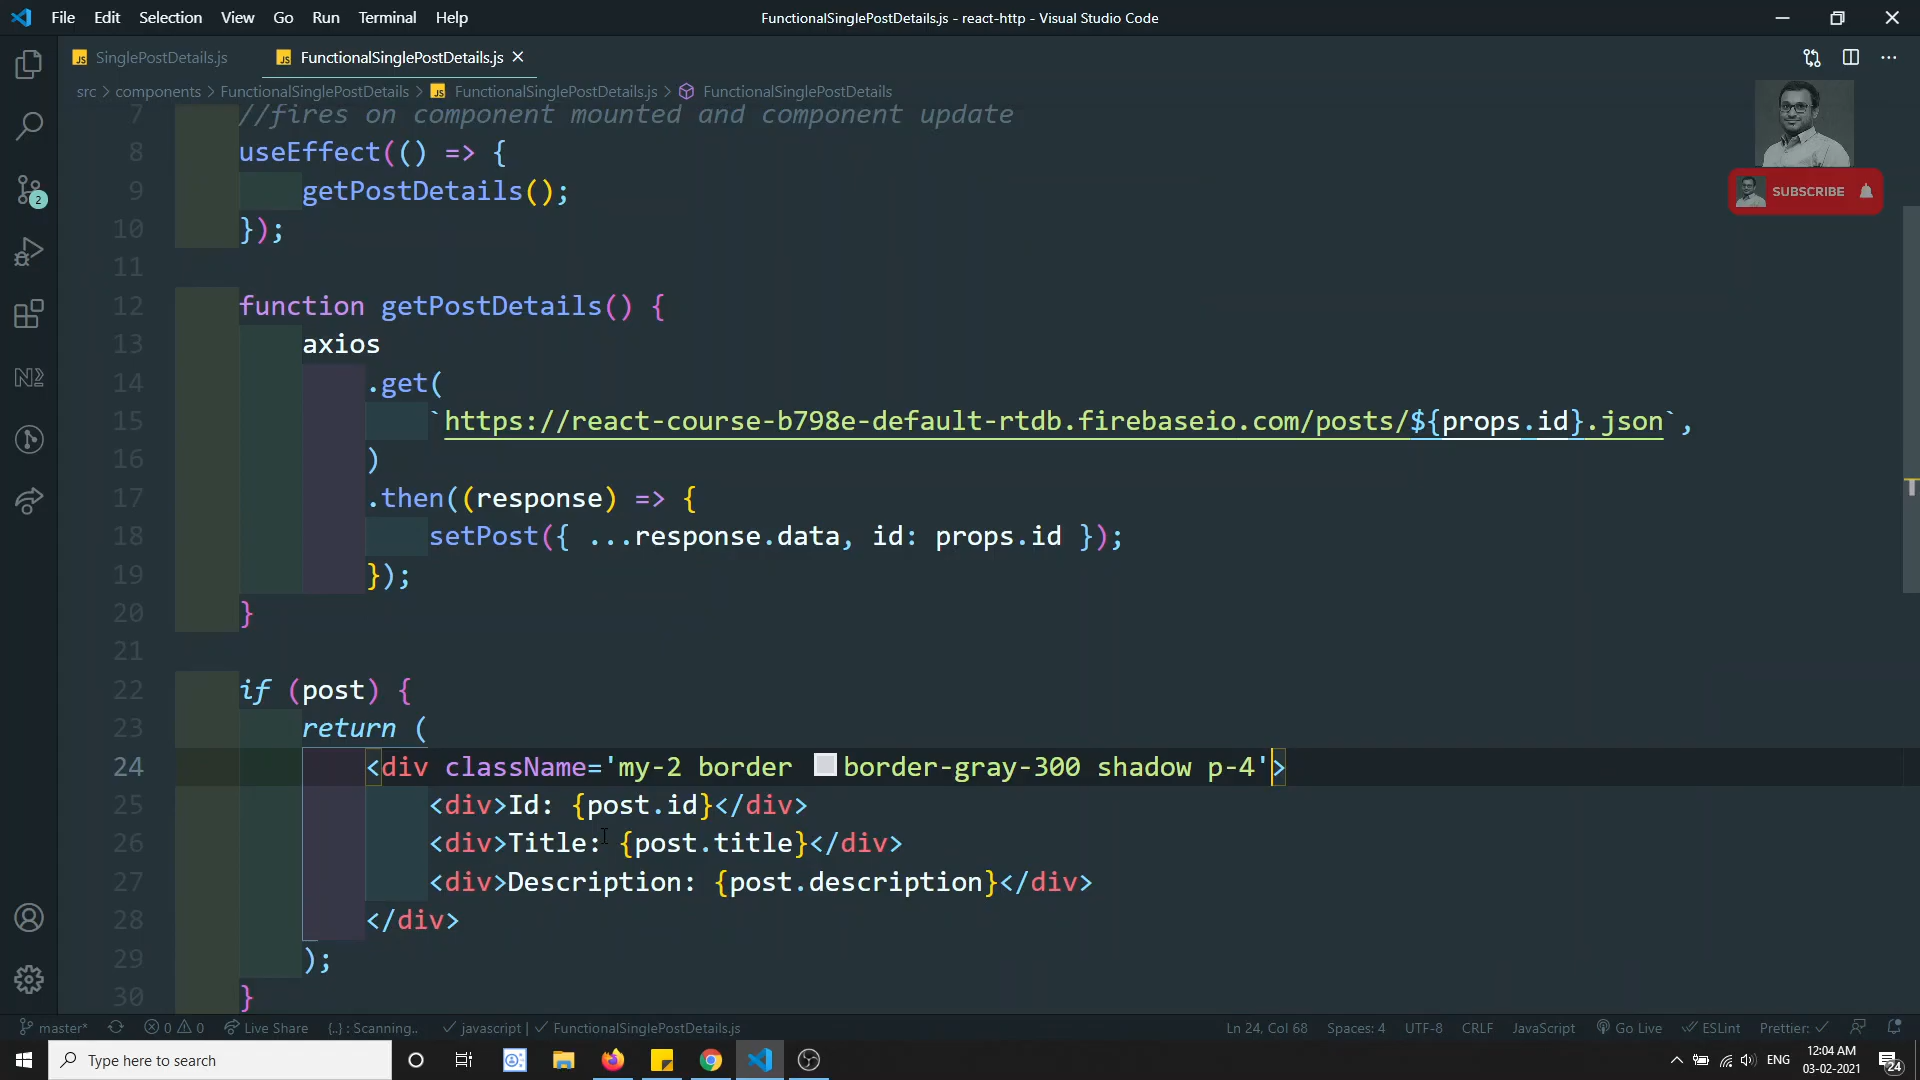 File Edit Selection View Go Run Terminal Help
FunctionalSinglePostDetails.js - react-http - Visual Studio Code
JS SinglePostDetails.js
JS FunctionalSinglePostDetails.js
src > components > FunctionalSinglePostDetails > JS FunctionalSinglePostDetails.js > FunctionalSinglePostDetails
7 //fires on component mounted and component update
8 useEffect(() => {
9 getPostDetails();
10 });
11
12 function getPostDetails() {
13 axios
14 .get(
15 `https://react-course-b798e-default-rtdb.firebaseio.com/posts/${props.id}.json`,
16 )
17 .then((response) => {
18 setPost({ ...response.data, id: props.id });
19 });
20 }
21
22 if (post) {
23 return (
24 <div className='my-2 border border-gray-300 shadow p-4'>
25 <div>Id: {post.id}</div>
26 <div>Title: {post.title}</div>
27 <div>Description: {post.description}</div>
28 </div>
29 );
30 }
SUBSCRIBE
2
master* 0 0 Live Share {..} : Scanning.. javascript | FunctionalSinglePostDetails.js
Ln 24, Col 68 Spaces: 4 UTF-8 CRLF JavaScript Go Live ESLint Prettier:
Type here to search
ENG
12:04 AM
03-02-2021
24